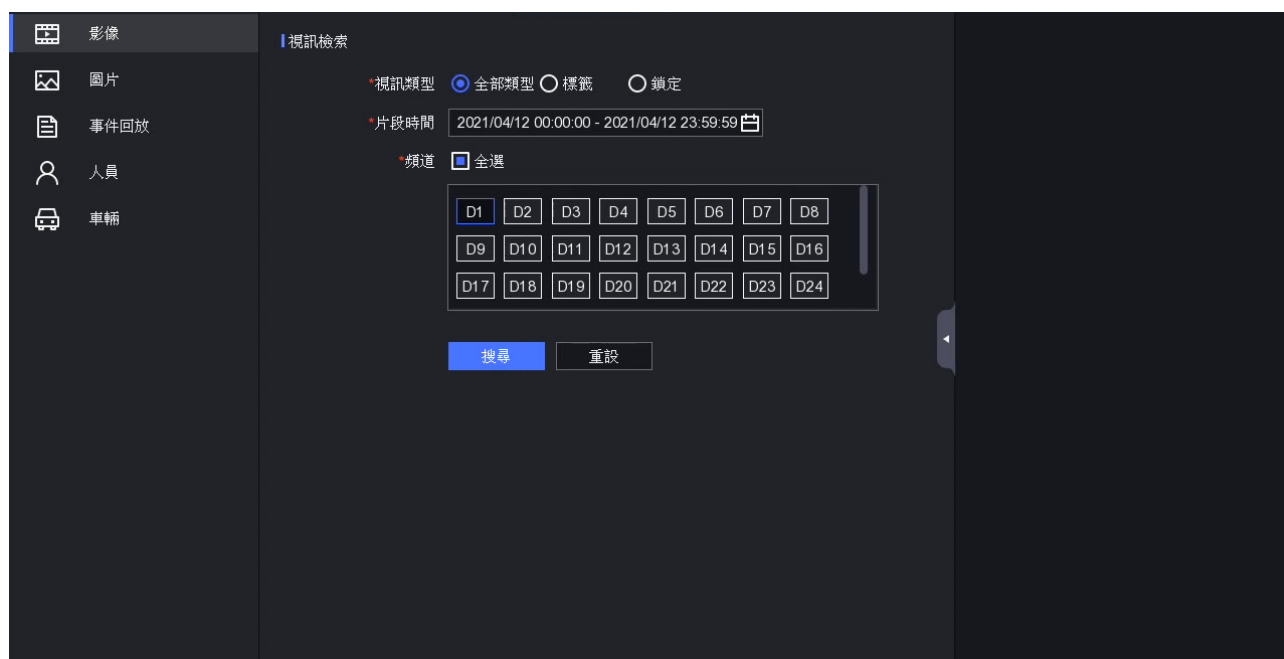 影像
圖片
事件回放
人員
車輛
視訊檢索
*視訊類型 全部類型 標籤 鎖定
*片段時間 2021/04/12 00:00:00 - 2021/04/12 23:59:59
*頻道 全選
D1 D2 D3 D4 D5 D6 D7 D8
D9 D10 D11 D12 D13 D14 D15 D16
D17 D18 D19 D20 D21 D22 D23 D24
搜尋 重設